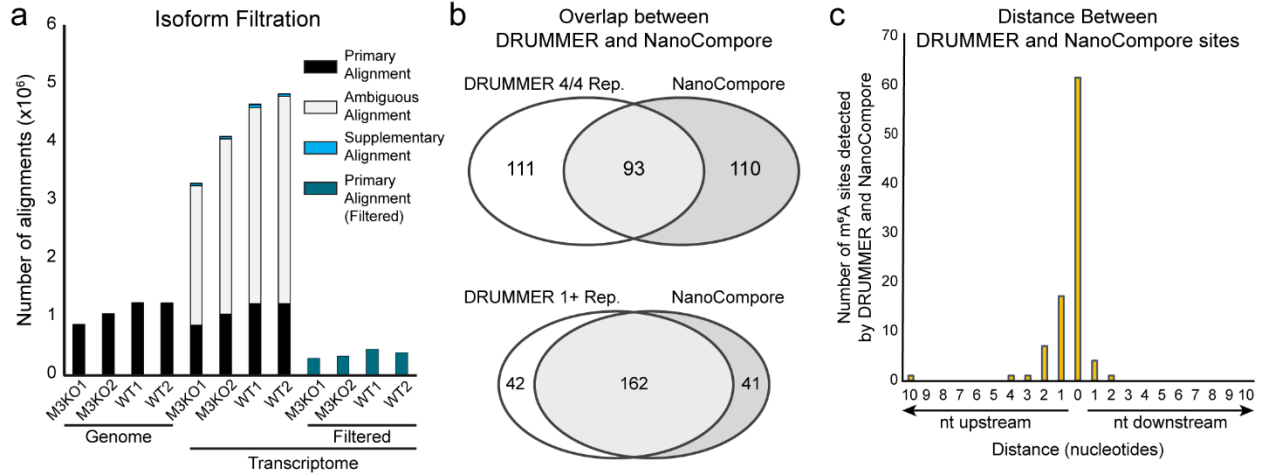 a
Isoform Filtration
Number of alignments (x10⁶)
6
5
4
3
2
1
0
Primary
Alignment
Ambiguous
Alignment
Supplementary
Alignment
Primary
Alignment
(Filtered)
M3KO1
M3KO2
WT1
WT2
M3KO1
M3KO2
WT1
WT2
M3KO1
M3KO2
WT1
WT2
Genome
Filtered
Transcriptome
b
Overlap between
DRUMMER and NanoCompore
DRUMMER 4/4 Rep. NanoCompore
111 93 110
DRUMMER 1+ Rep. NanoCompore
42 162 41
c
Distance Between
DRUMMER and NanoCompore sites
Number of m⁶A sites detected
by DRUMMER and NanoCompore
70
60
50
40
30
20
10
0
10 9 8 7 6 5 4 3 2 1 0 1 2 3 4 5 6 7 8 9 10
nt upstream nt downstream
Distance (nucleotides)